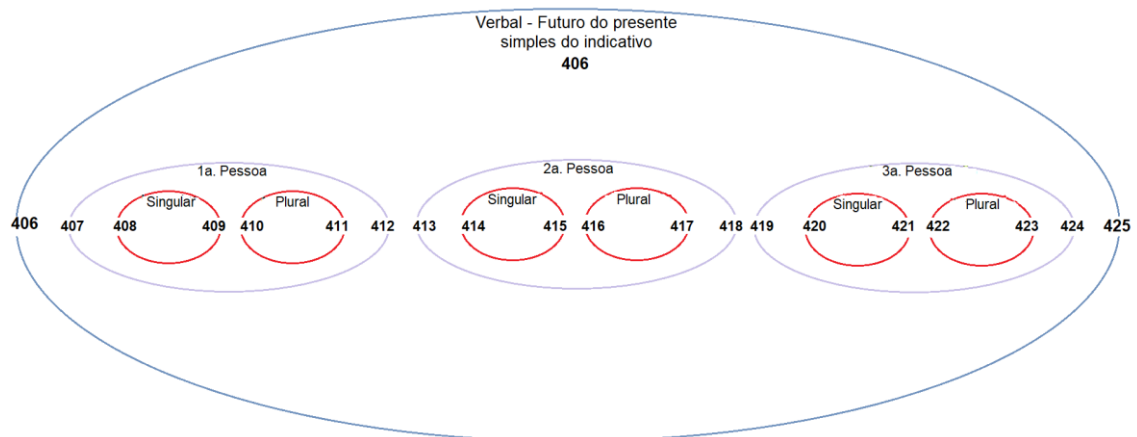 Verbal - Futuro do presente
simples do indicativo
406
1a. Pessoa 2a. Pessoa 3a. Pessoa
Singular Plural Singular Plural Singular Plural
406 407 408 409 410 411 412 413 414 415 416 417 418 419 420 421 422 423 424 425